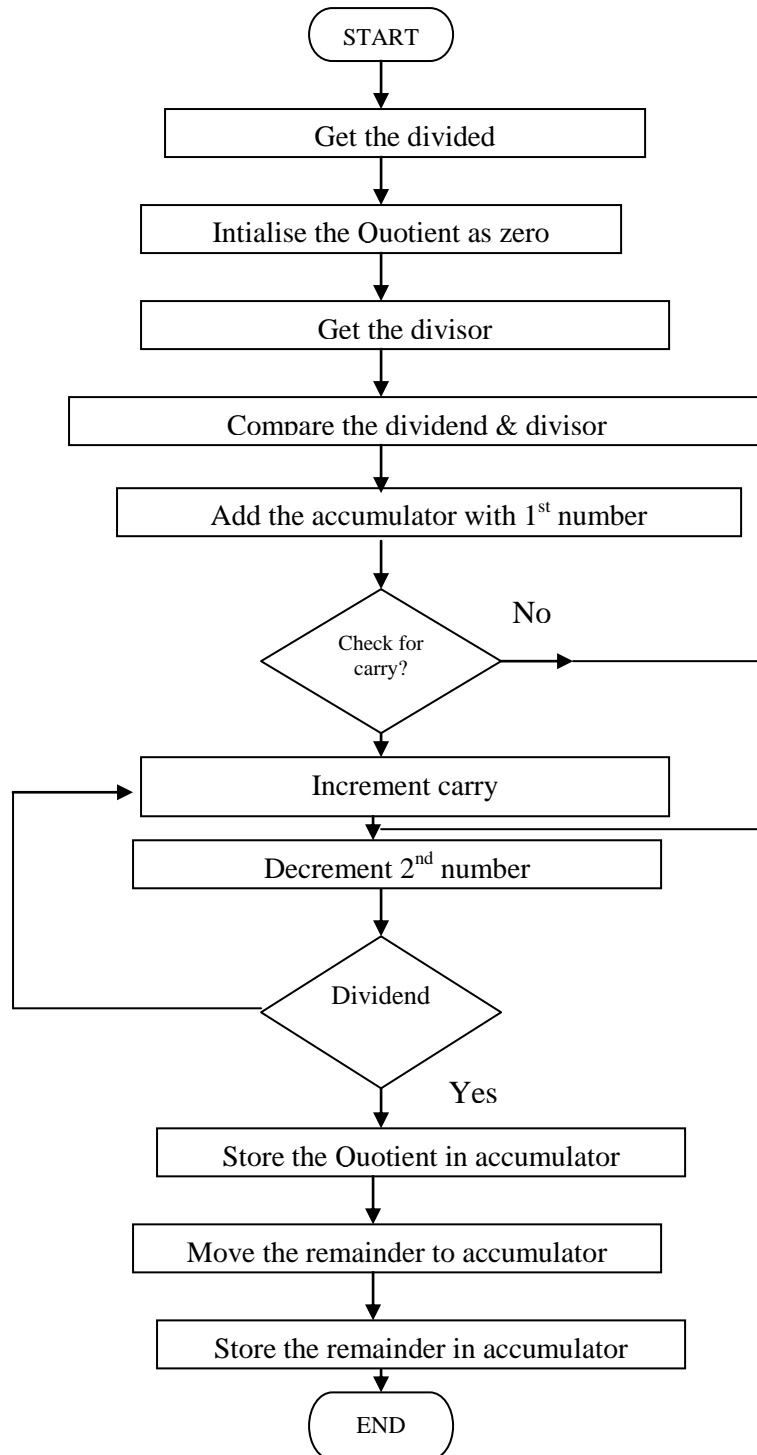 START
Get the divided
Intialise the Quotient as zero
Get the divisor
Compare the dividend & divisor
Add the accumulator with 1st number
Check for
carry?
No
Increment carry
Decrement 2nd number
Dividend
Yes
Store the Quotient in accumulator
Move the remainder to accumulator
Store the remainder in accumulator
END